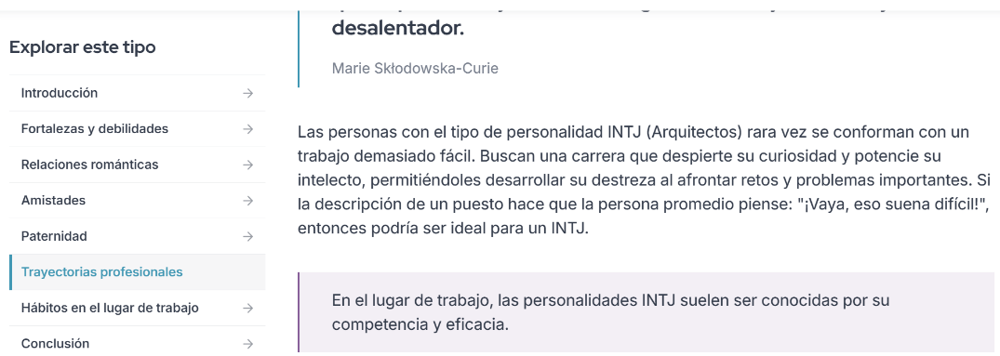 desalentador.
Marie Skłodowska-Curie
Explorar este tipo
Introducción
Fortalezas y debilidades
Relaciones románticas
Amistades
Paternidad
Trayectorias profesionales
Hábitos en el lugar de trabajo
Conclusión
Las personas con el tipo de personalidad INTJ (Arquitectos) rara vez se conforman con un
trabajo demasiado fácil. Buscan una carrera que despierte su curiosidad y potencie su
intelecto, permitiéndoles desarrollar su destreza al afrontar retos y problemas importantes. Si
la descripción de un puesto hace que la persona promedio piense: "¡Vaya, eso suena difícil!",
entonces podría ser ideal para un INTJ.
En el lugar de trabajo, las personalidades INTJ suelen ser conocidas por su
competencia y eficacia.